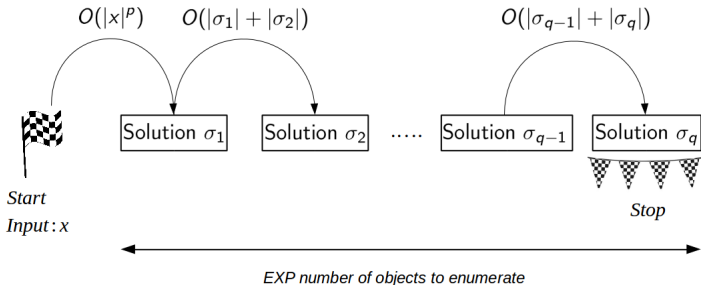 O(|x|^p) O(|σ_1| + |σ_2|) O(|σ_{q−1}| + |σ_q|)
Solution σ_1 Solution σ_2 ..... Solution σ_{q−1} Solution σ_q
Start
Input: x
Stop
EXP number of objects to enumerate